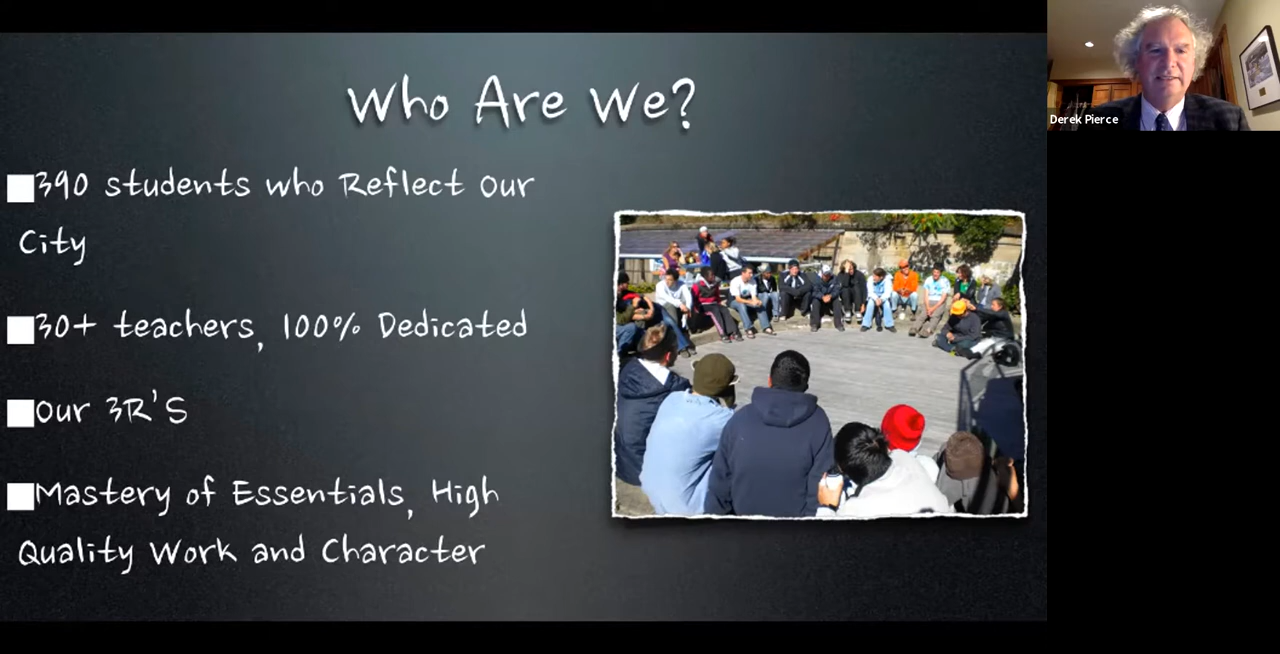 Who Are We?
390 students who Reflect Our
City
30+ teachers, 100% Dedicated
Our 3R's
Mastery of Essentials, High
Quality Work and Character
Derek Pierce